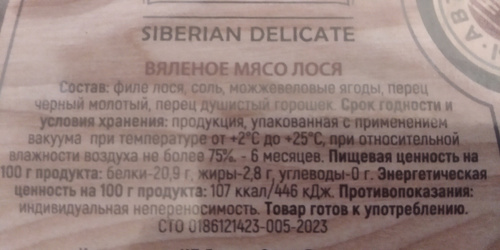 SIBERIAN DELICATE
ВЯЛЕНОЕ МЯСО ЛОСЯ
Состав: филе лося, соль, можжевеловые ягоды, перец
черный молотый, перец душистый горошек. Срок годности и
условия хранения: продукция, упакованная с применением
вакуума при температуре от +2°С до +25°С, при относительной
влажности воздуха не более 75%. - 6 месяцев. Пищевая ценность на
100 г продукта: белки-20,9 г, жиры-2,8 г, углеводы-0 г. Энергетическая
ценность на 100 г продукта: 107 ккал/446 кДж. Противопоказания:
индивидуальная непереносимость. Товар готов к употреблению.
СТО 0186121423-005-2023